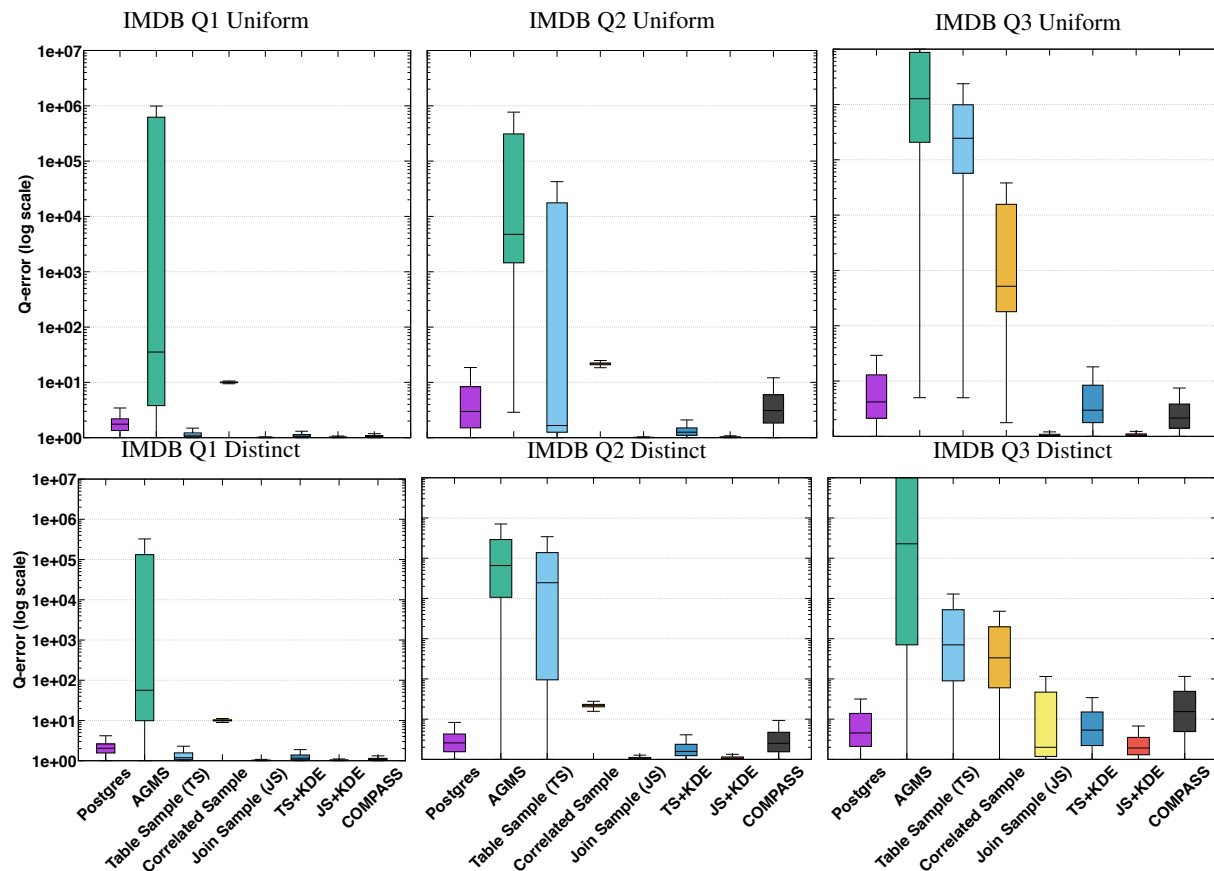 IMDB Q1 Uniform
IMDB Q2 Uniform
IMDB Q3 Uniform
Q-error (log scale)
1e+07
1e+06
1e+05
1e+04
1e+03
1e+02
1e+01
1e+00
IMDB Q1 Distinct
IMDB Q2 Distinct
IMDB Q3 Distinct
Q-error (log scale)
1e+07
1e+06
1e+05
1e+04
1e+03
1e+02
1e+01
1e+00
Postgres
AGMS
Table Sample (TS)
Correlated Sample
Join Sample (JS)
TS+KDE
JS+KDE
COMPASS
Postgres
AGMS
Table Sample (TS)
Correlated Sample
Join Sample (JS)
TS+KDE
JS+KDE
COMPASS
Postgres
AGMS
Table Sample (TS)
Correlated Sample
Join Sample (JS)
TS+KDE
JS+KDE
COMPASS